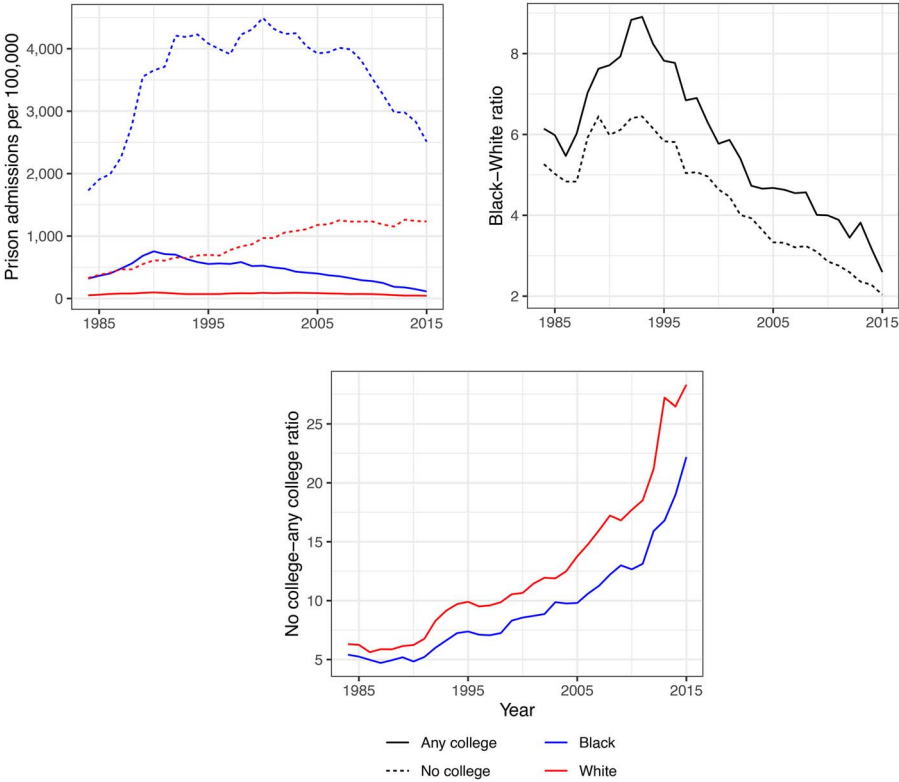 Prison admissions per 100,000
4,000
3,000
2,000
1,000
0
1985 1995 2005 2015
Black−White ratio
8
6
4
2
1985 1995 2005 2015
No college−any college ratio
25
20
15
10
5
1985 1995 2005 2015
Year
Any college Black
No college White